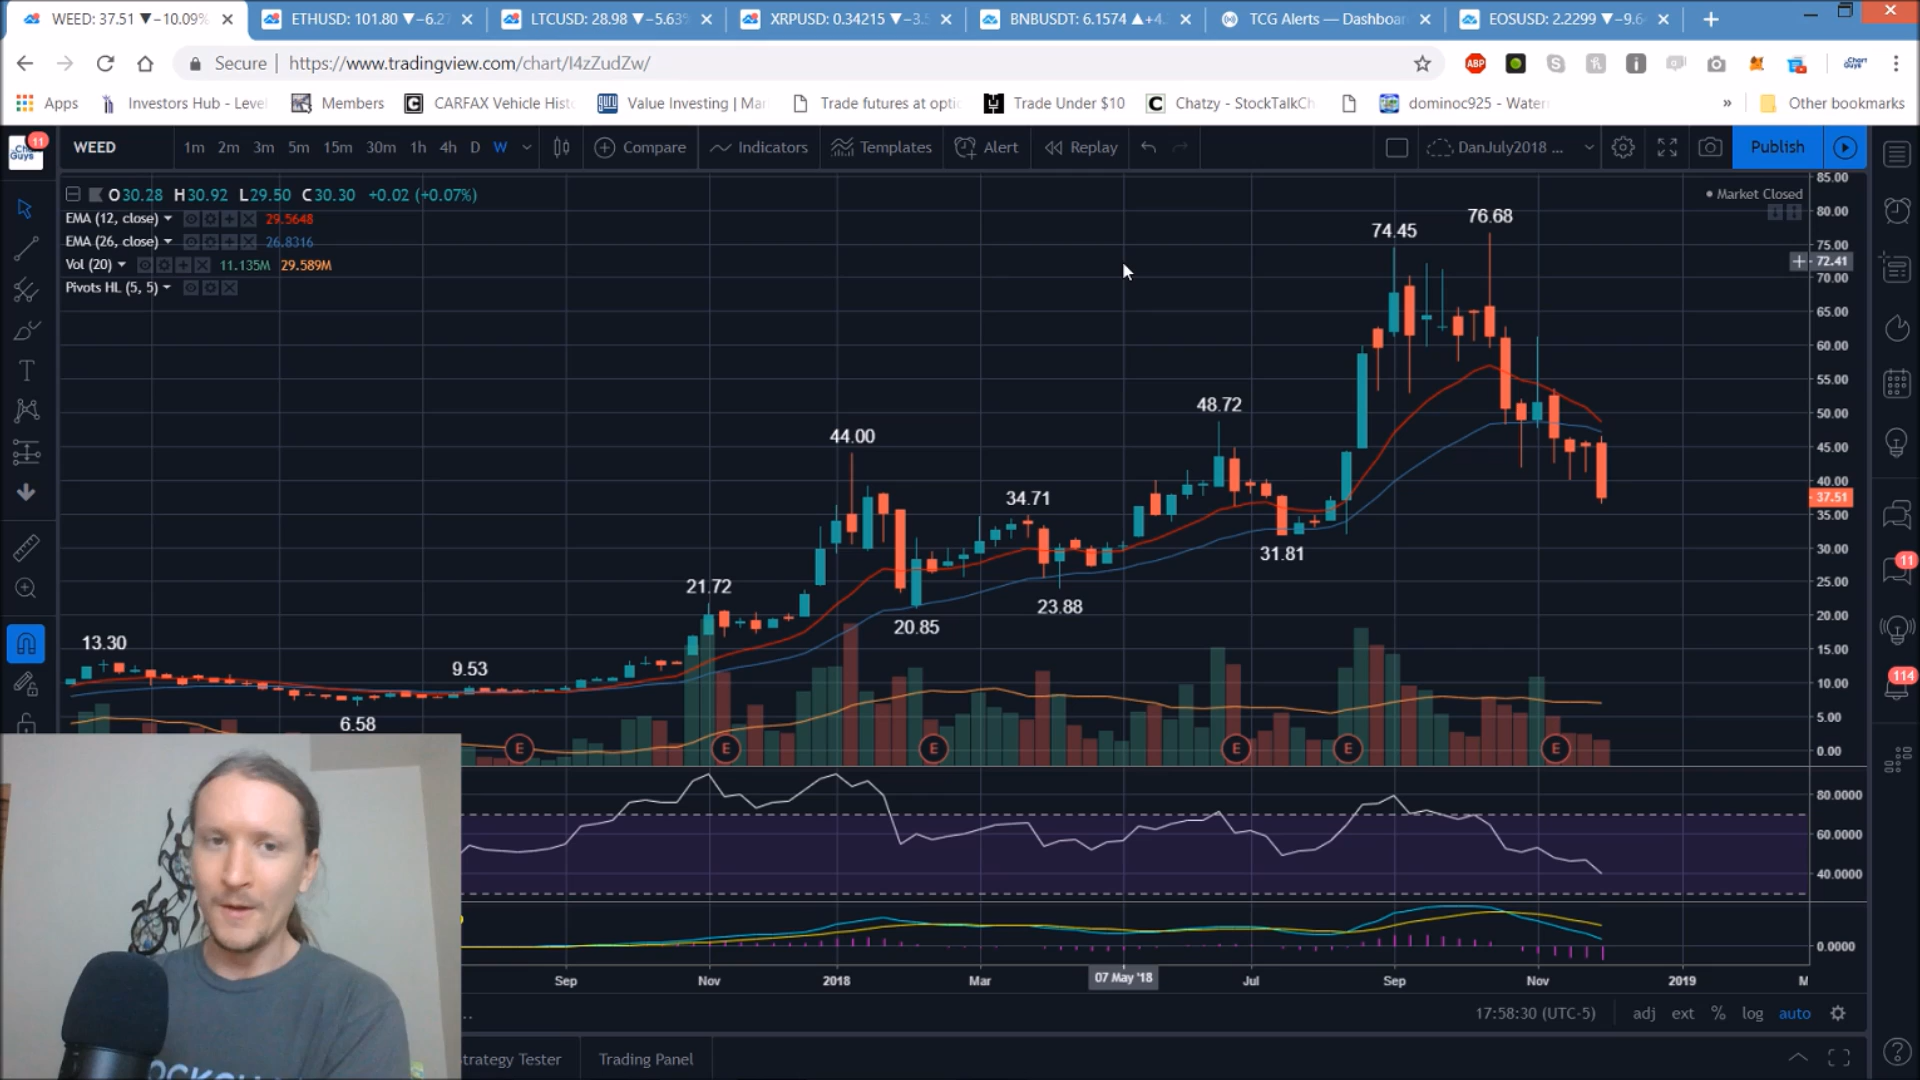 WEED: 37.51 ▼−10.09%
ETHUSD: 101.80 ▼−6.27
LTCUSD: 28.98 ▼−5.63%
XRPUSD: 0.34215 ▼−3.
BNBUSDT: 6.1574 ▲+4.
TCG Alerts — Dashboar
EOSUSD: 2.2299 ▼−9.6
Secure
https://www.tradingview.com/chart/I4zZudZw/
ABP
Chart Guys
Apps
Investors Hub - Level
Members
CARFAX Vehicle Histo
guru
Value Investing | Mar
Trade futures at optio
Trade Under $10
Chatzy - StockTalkCh
dominoc925 - Water
»
Other bookmarks
11
WEED
1m 2m 3m 5m 15m 30m 1h 4h D W
Compare
Indicators
Templates
Alert
Replay
DanJuly2018 ...
Publish
O30.28 H30.92 L29.50 C30.30 +0.02 (+0.07%)
EMA (12, close) 29.5648
EMA (26, close) 26.8316
Vol (20) 11.135M 29.589M
Pivots HL (5, 5)
Market Closed
85.00
80.00
75.00
72.41
70.00
65.00
60.00
55.00
50.00
45.00
40.00
37.51
35.00
30.00
25.00
20.00
15.00
10.00
5.00
0.00
76.68
74.45
48.72
44.00
34.71
31.81
23.88
21.72
20.85
13.30
9.53
6.58
E E E E E E
11
114
80.0000
60.0000
40.0000
0.0000
Sep Nov 2018 Mar 07 May '18 Jul Sep Nov 2019 M
17:58:30 (UTC-5) adj ext % log auto
trategy Tester
Trading Panel